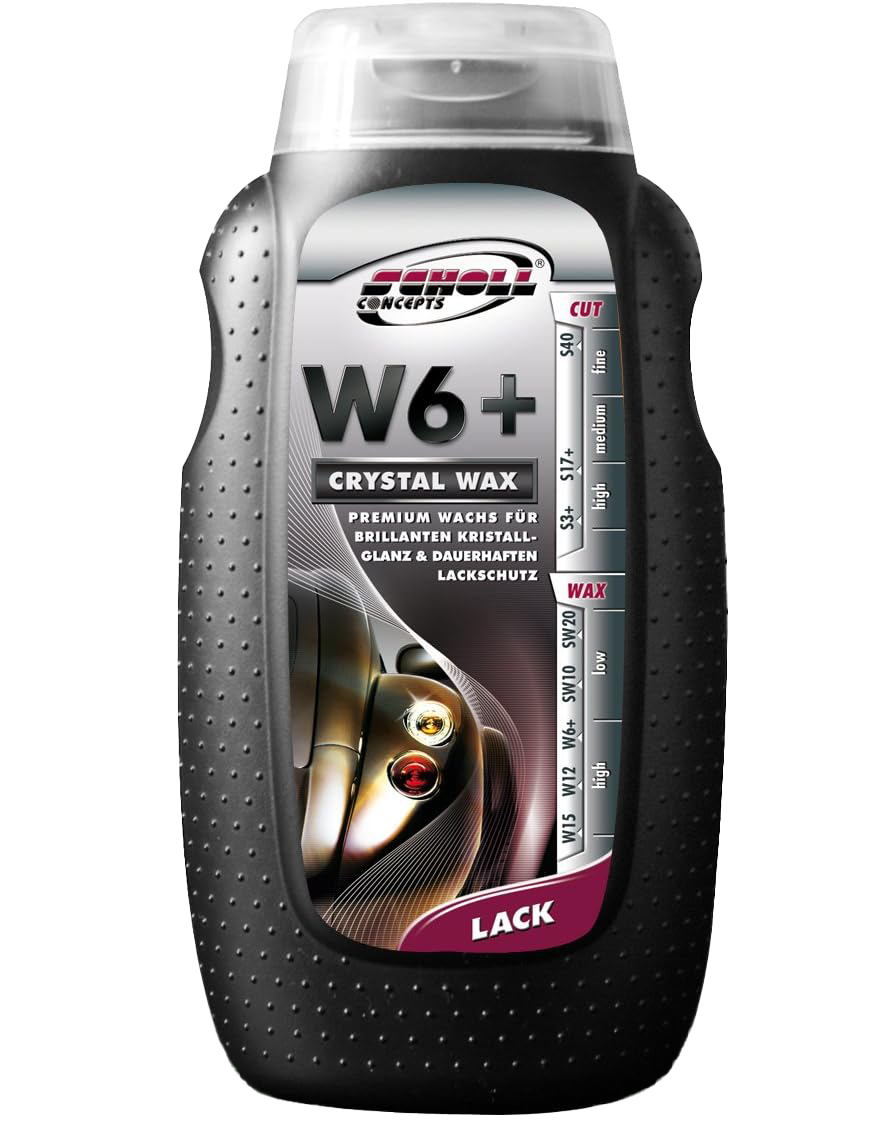 SCHOLL®
CONCEPTS
W6+
CRYSTAL WAX
PREMIUM WACHS FÜR
BRILLANTEN KRISTALL-
GLANZ & DAUERHAFTEN
LACKSCHUTZ
CUT
S40
fine
medium
S17+
high
S3+
WAX
SW20
low
SW10
W6+
high
W12
W15
LACK